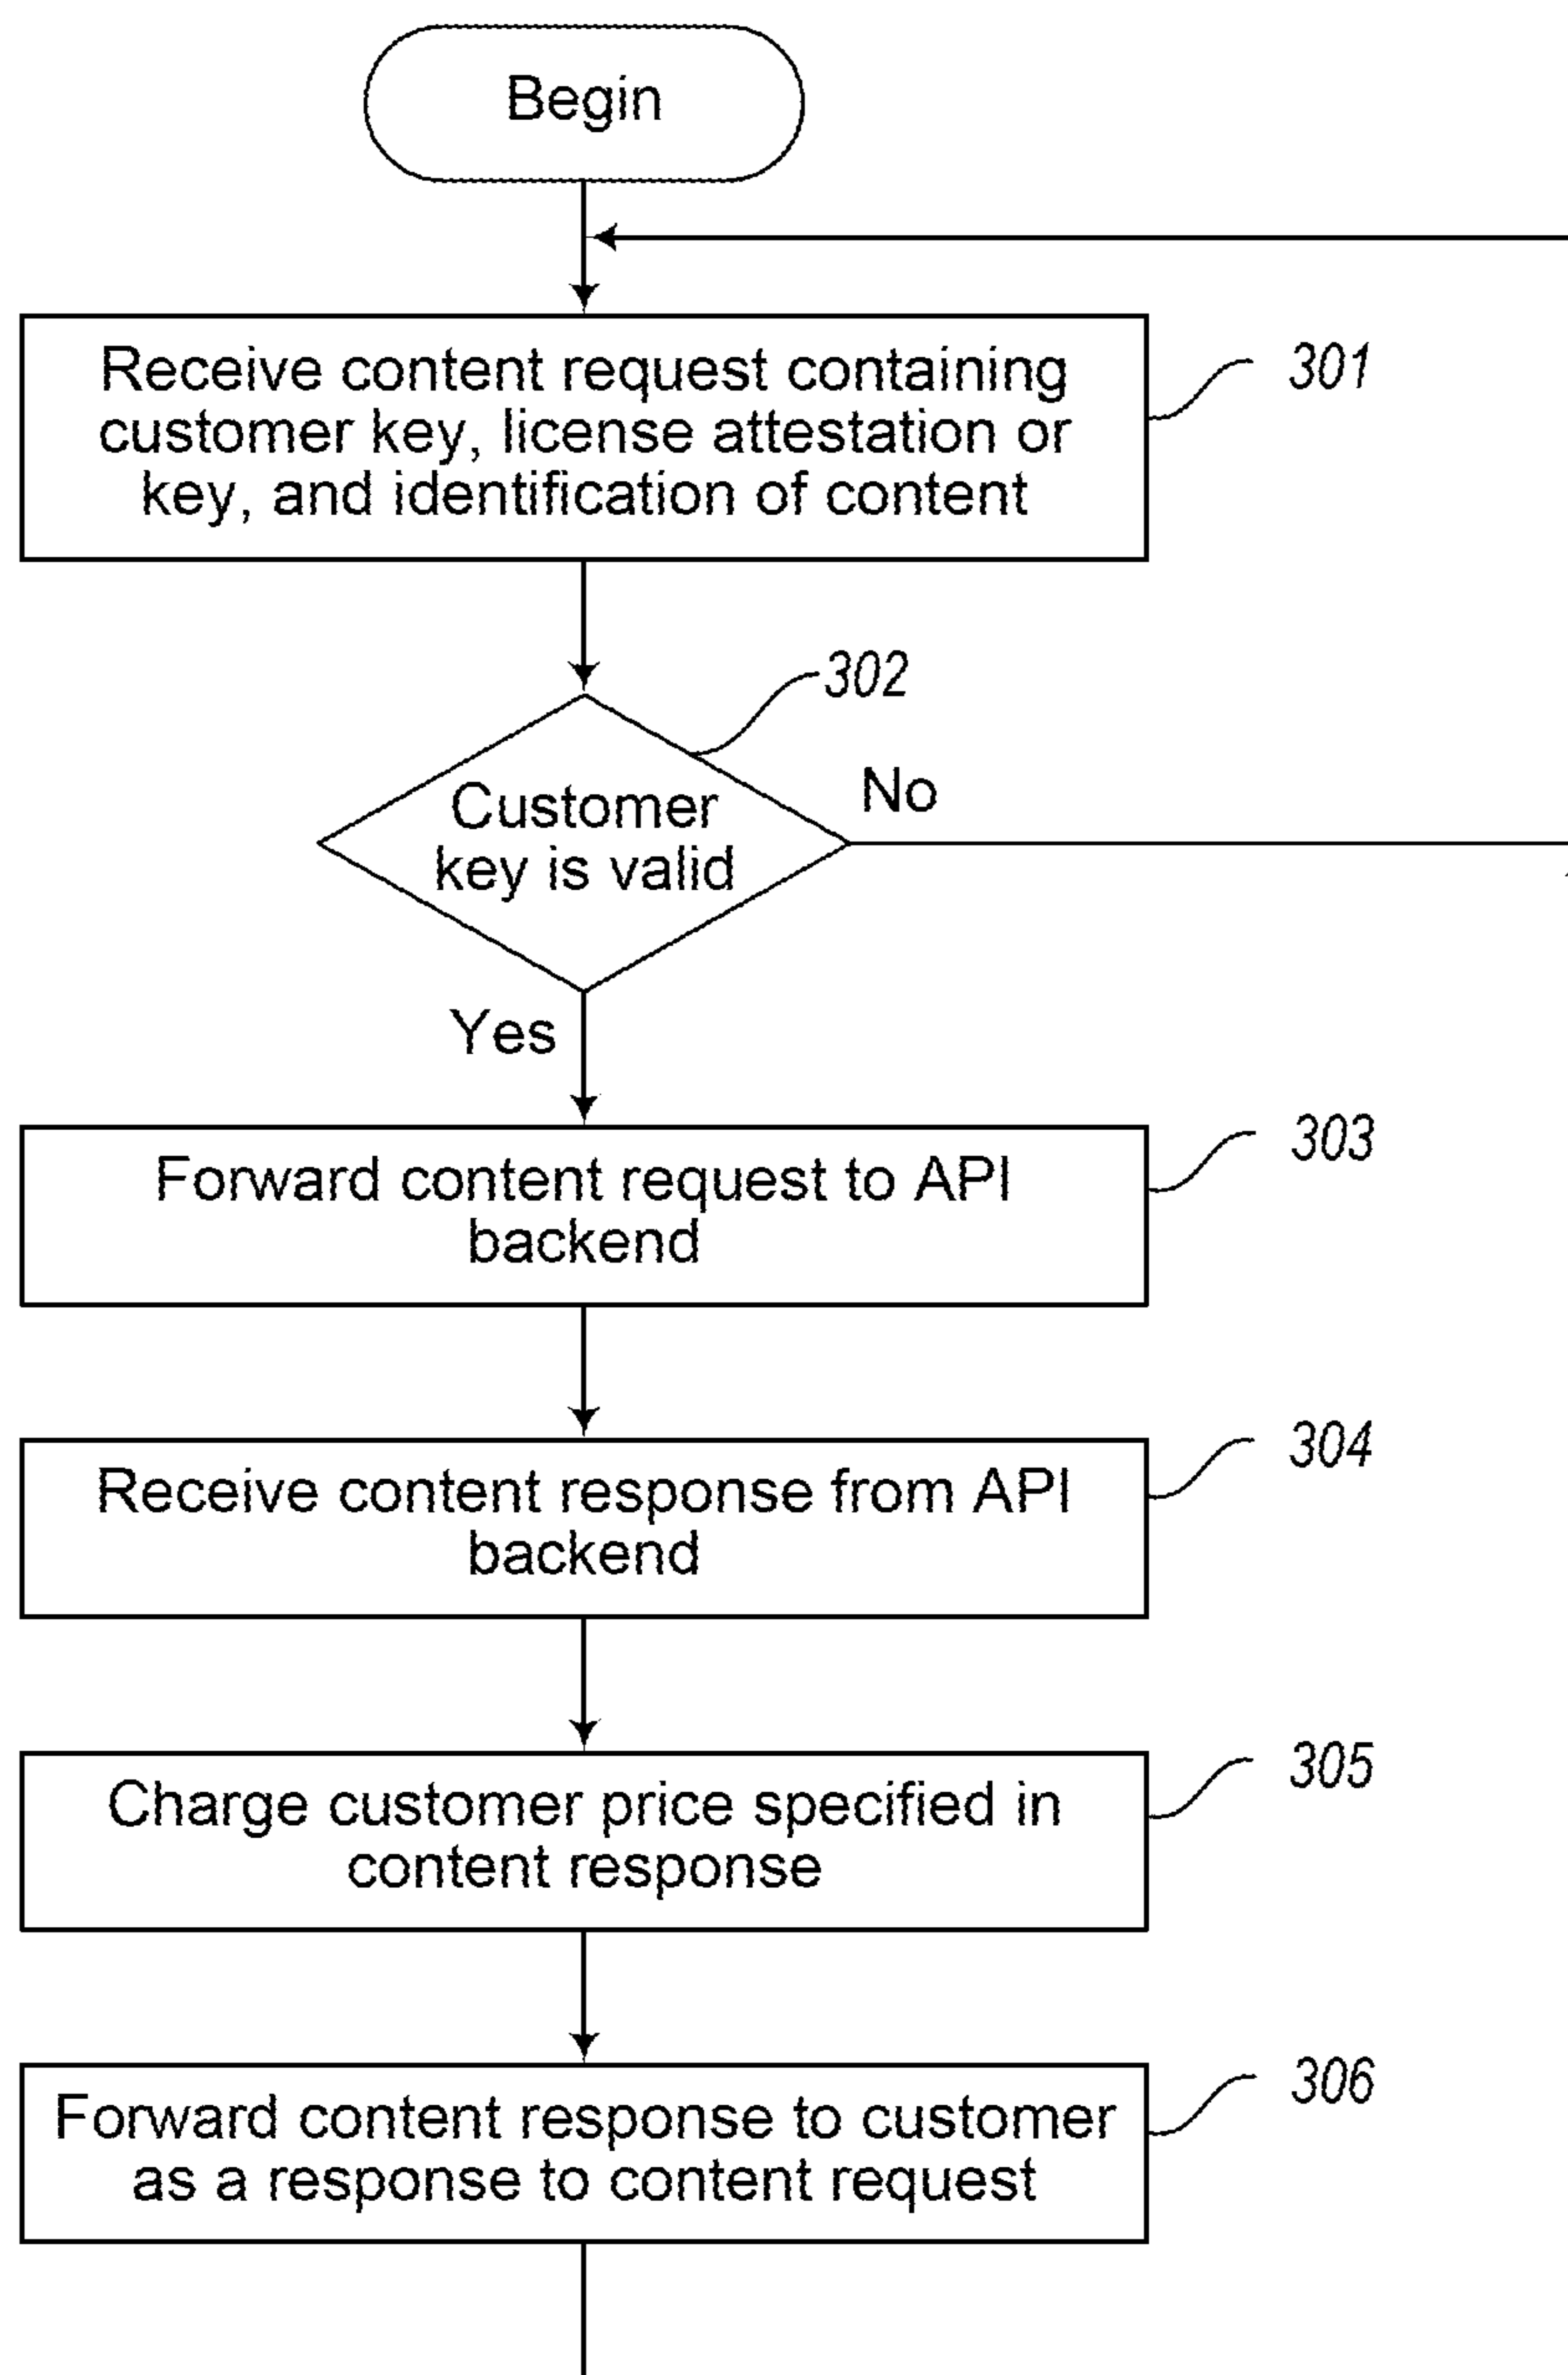 Begin
Receive content request containing
customer key, license attestation or
key, and identification of content
301
302
Customer
key is valid
No
Yes
Forward content request to API
backend
303
Receive content response from API
backend
304
Charge customer price specified in
content response
305
Forward content response to customer
as a response to content request
306